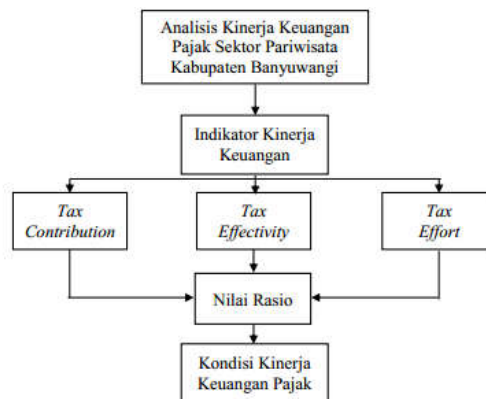 Analisis Kinerja Keuangan
Pajak Sektor Pariwisata
Kabupaten Banyuwangi
Indikator Kinerja
Keuangan
Tax
Contribution
Tax
Effectivity
Tax
Effort
Nilai Rasio
Kondisi Kinerja
Keuangan Pajak